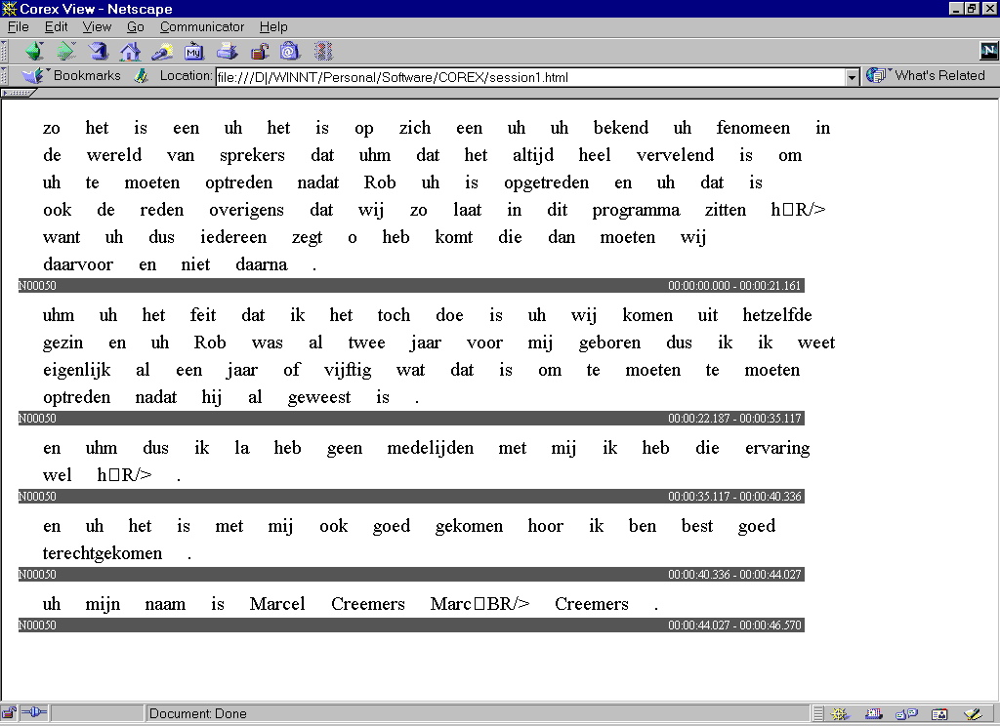 Corex View - Netscape
File Edit View Go Communicator Help
Bookmarks Location: file:///D|/WINNT/Personal/Software/COREX/session1.html What's Related
zo het is een uh het is op zich een uh uh bekend uh fenomeen in
de wereld van sprekers dat uhm dat het altijd heel vervelend is om
uh te moeten optreden nadat Rob uh is opgetreden en uh dat is
ook de reden overigens dat wij zo laat in dit programma zitten h□R/>
want uh dus iedereen zegt o heb komt die dan moeten wij
daarvoor en niet daarna .
N00050 00:00:00.000 - 00:00:21.161
uhm uh het feit dat ik het toch doe is uh wij komen uit hetzelfde
gezin en uh Rob was al twee jaar voor mij geboren dus ik ik weet
eigenlijk al een jaar of vijftig wat dat is om te moeten te moeten
optreden nadat hij al geweest is .
N00050 00:00:22.187 - 00:00:35.117
en uhm dus ik la heb geen medelijden met mij ik heb die ervaring
wel h□R/> .
N00050 00:00:35.117 - 00:00:40.336
en uh het is met mij ook goed gekomen hoor ik ben best goed
terechtgekomen .
N00050 00:00:40.336 - 00:00:44.027
uh mijn naam is Marcel Creemers Marc□BR/> Creemers .
N00050 00:00:44.027 - 00:00:46.570
Document: Done